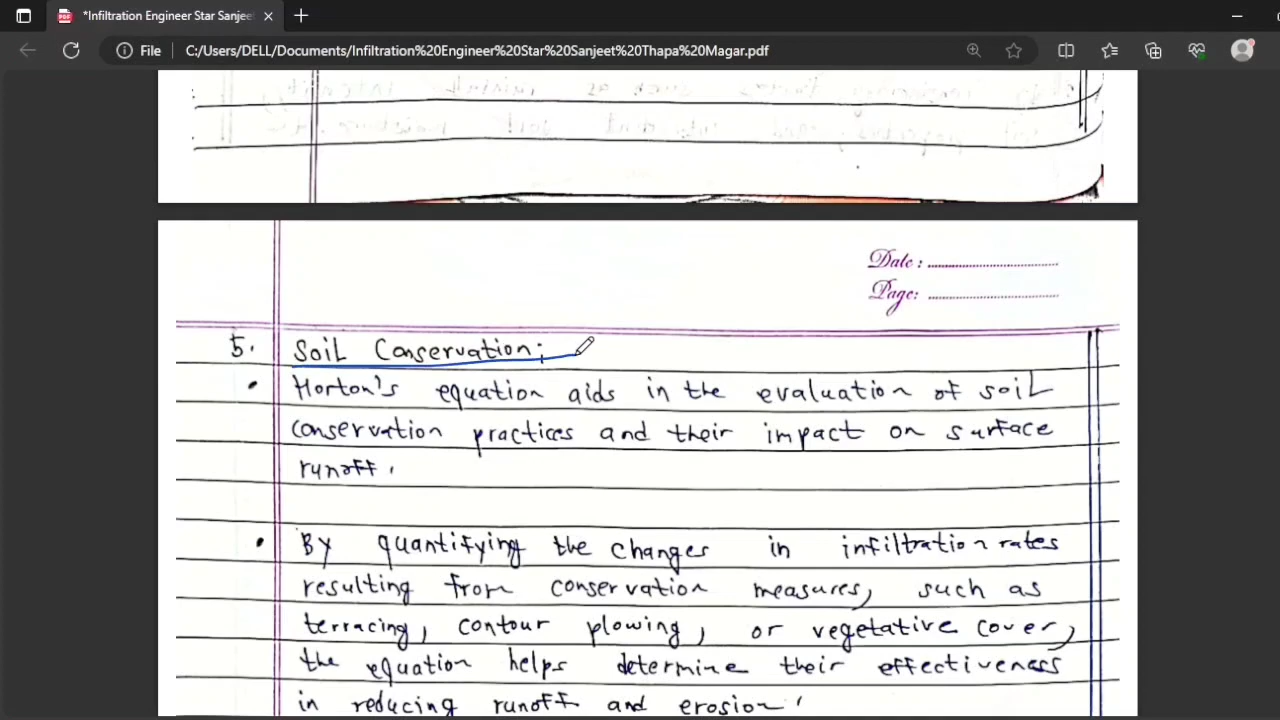 *Infiltration Engineer Star Sanjeet
File
C:/Users/DELL/Documents/Infiltration%20Engineer%20Star%20Sanjeet%20Thapa%20Magar.pdf
Date :
Page:
5. Soil Conservation:
• Horton's equation aids in the evaluation of soil
conservation practices and their impact on surface
runoff.
• By quantifying the changes in infiltration rates
resulting from conservation measures, such as
terracing, contour plowing, or vegetative cover,
the equation helps determine their effectiveness
in reducing runoff and erosion.